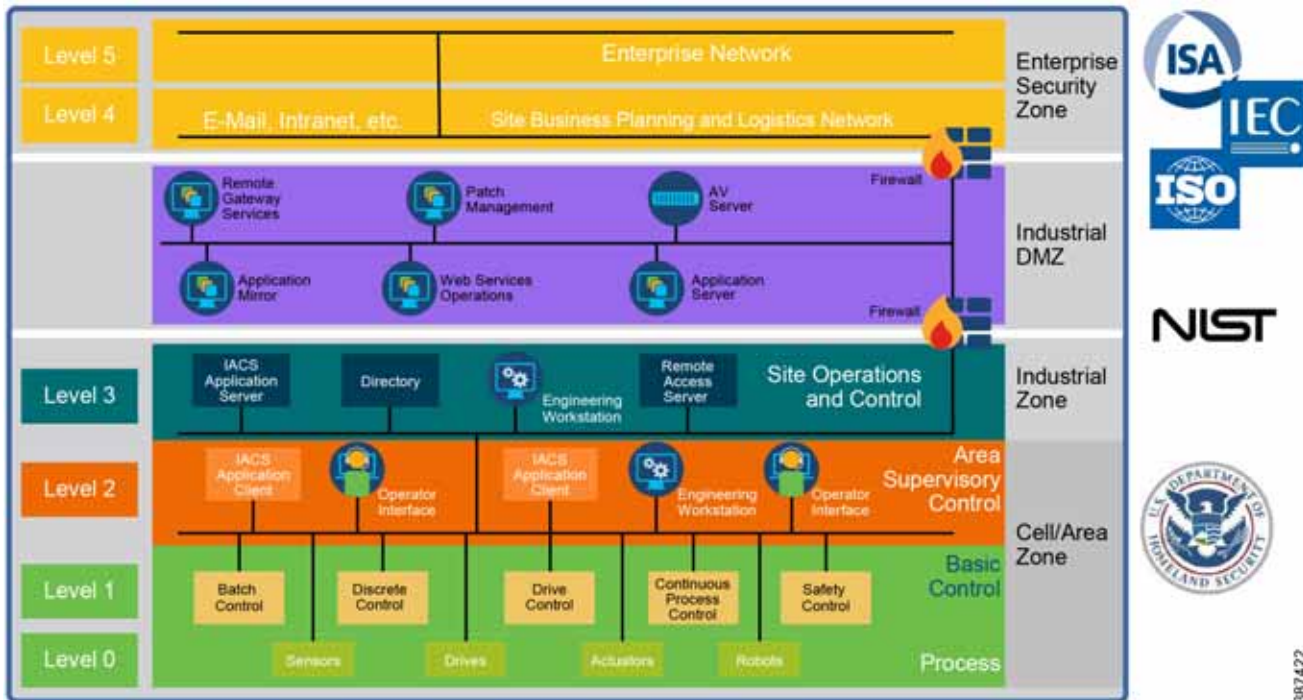 Level 5
Enterprise Network
Enterprise
Security
Zone
Level 4
E-Mail, Intranet, etc.
Site Business Planning and Logistics Network
Firewall
Remote
Gateway
Services
Patch
Management
AV
Server
Industrial
DMZ
Application
Mirror
Web Services
Operations
Application
Server
Firewall
Level 3
IACS
Application
Server
Directory
Engineering
Workstation
Remote
Access
Server
Site Operations
and Control
Industrial
Zone
Level 2
IACS
Application
Client
Operator
Interface
IACS
Application
Client
Engineering
Workstation
Operator
Interface
Area
Supervisory
Control
Cell/Area
Zone
Level 1
Batch
Control
Discrete
Control
Drive
Control
Continuous
Process
Control
Safety
Control
Basic
Control
Level 0
Sensors
Drives
Actuators
Robots
Process
ISA
IEC
ISO
NIST
U.S. DEPARTMENT OF
HOMELAND SECURITY
387422